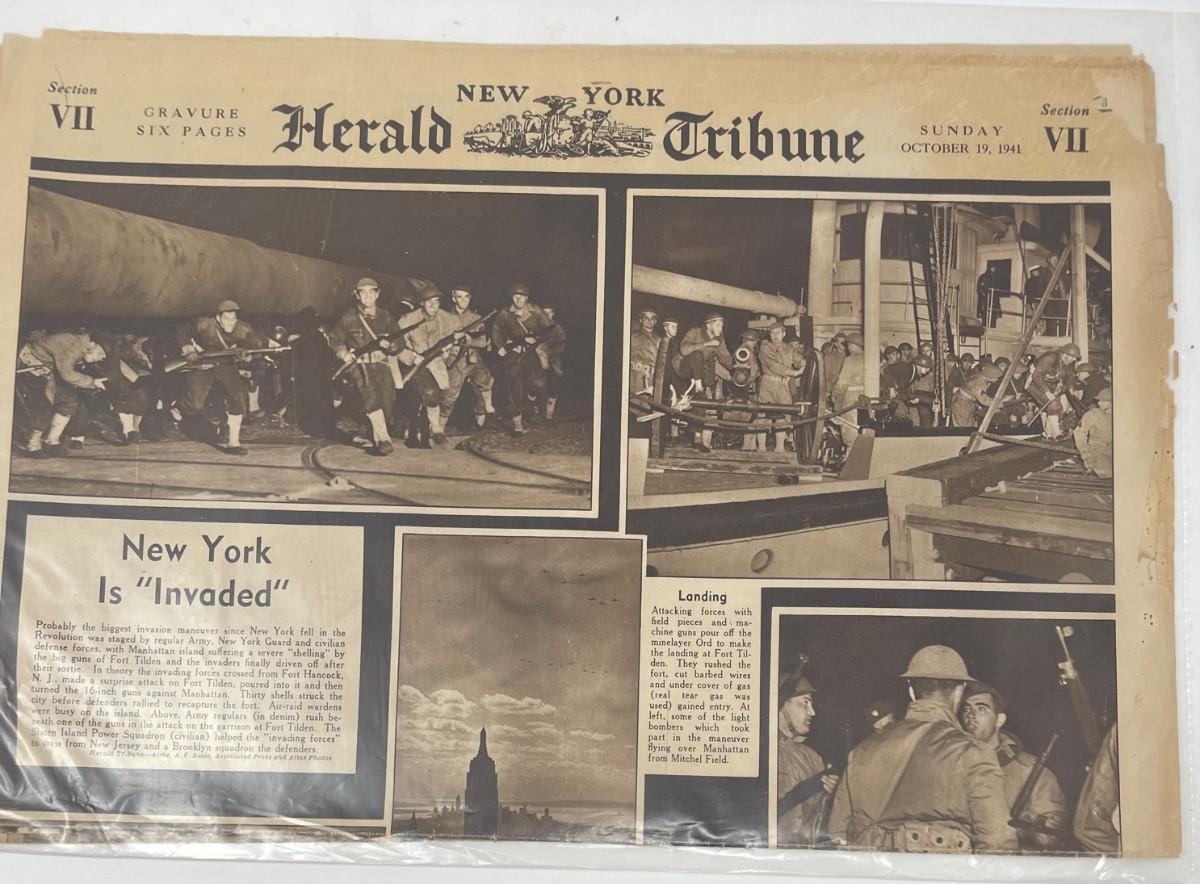 Section
VII
GRAVURE
SIX PAGES
NEW YORK
Herald Tribune
SUNDAY
OCTOBER 19, 1941
Section
VII
New York
Is "Invaded"
Probably the biggest invasion maneuver since New York fell in the
Revolution was staged by regular Army, New York Guard and civilian
defense forces, with Manhattan island suffering a severe "shelling" by
the big guns of Fort Tilden and the invaders finally driven off after
their sortie. In theory the invading forces crossed from Fort Hancock,
N. J., made a surprise attack on Fort Tilden, poured into it and then
turned the 16-inch guns against Manhattan. Thirty shells struck the
city before defenders rallied to recapture the fort. Air-raid wardens
were busy on the island. Above, Army regulars (in denim) rush be-
neath one of the guns in the attack on the garrison at Fort Tilden. The
Staten Island Power Squadron (civilian) helped the "invading forces"
to cross from New Jersey and a Brooklyn squadron the defenders.
Herald Tribune—Acme, A. F. Sozio, Associated Press and Atlas Photos
Landing
Attacking forces with
field pieces and ma-
chine guns pour off the
minelayer Ord to make
the landing at Fort Til-
den. They rushed the
fort, cut barbed wires
and under cover of gas
(real tear gas was
used) gained entry. At
left, some of the light
bombers which took
part in the maneuver
flying over Manhattan
from Mitchel Field.